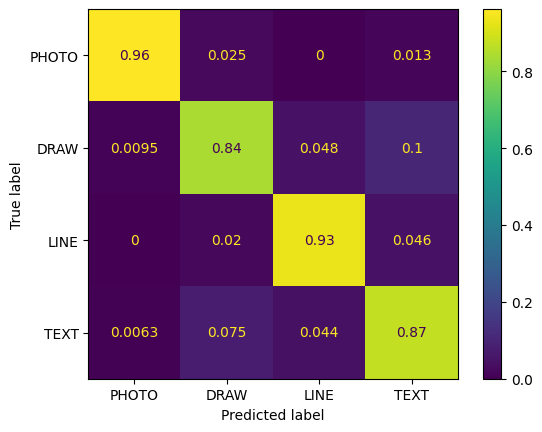 PHOTO 0.96 0.025 0 0.013
DRAW 0.0095 0.84 0.048 0.1
LINE 0 0.02 0.93 0.046
TEXT 0.0063 0.075 0.044 0.87
PHOTO DRAW LINE TEXT
Predicted label
True label
0.8
0.6
0.4
0.2
0.0